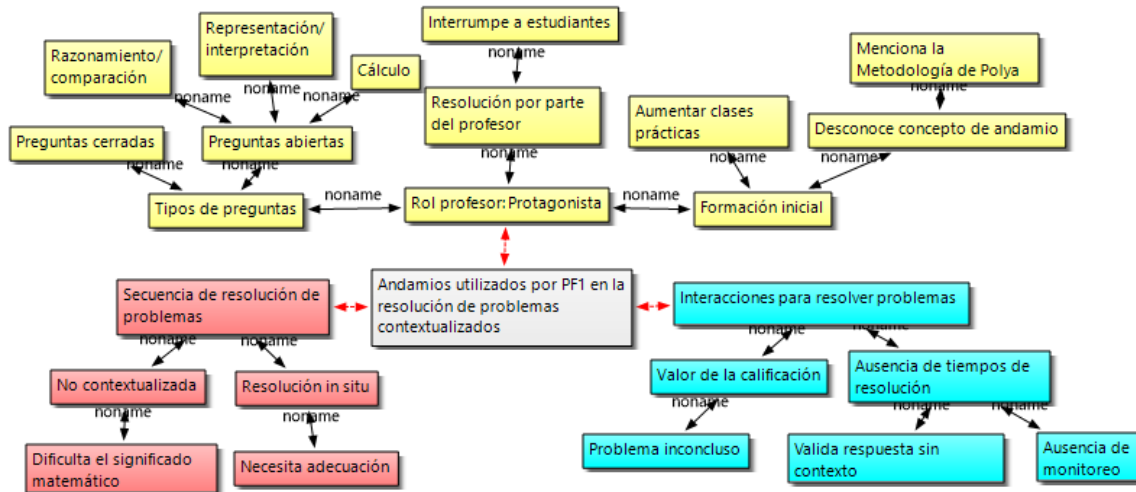 Razonamiento/
comparación
Representación/
interpretación
Cálculo
Interrumpe a estudiantes
noname
Menciona la
Metodología de Polya
noname
noname
noname
noname
Preguntas cerradas
Preguntas abiertas
Resolución por parte
del profesor
Aumentar clases
prácticas
Desconoce concepto de andamio
noname
noname
noname
noname
noname
Tipos de preguntas
noname
Rol profesor: Protagonista
noname
Formación inicial
Secuencia de resolución de
problemas
Andamios utilizados por PF1 en la
resolución de problemas
contextualizados
Interacciones para resolver problemas
noname
noname
noname
noname
No contextualizada
Resolución in situ
Valor de la calificación
Ausencia de tiempos de
resolución
noname
noname
noname
noname
noname
Dificulta el significado
matemático
Necesita adecuación
Problema inconcluso
Valida respuesta sin
contexto
Ausencia de
monitoreo